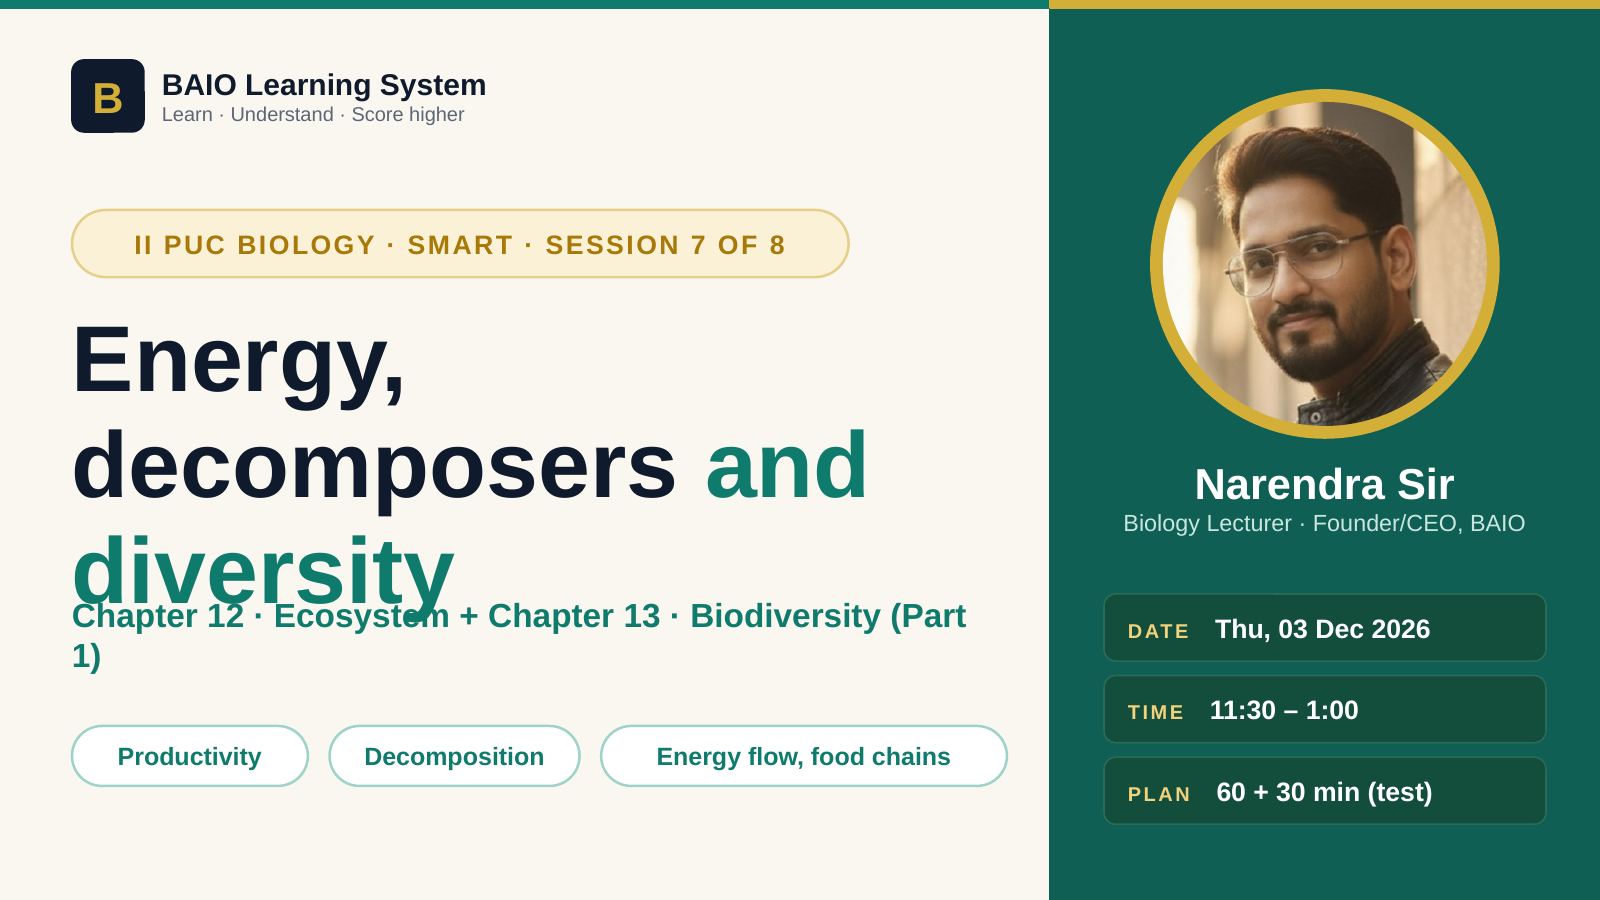 B
BAIO Learning System
Learn · Understand · Score higher
II PUC BIOLOGY · SMART · SESSION 7 OF 8
Energy,
decomposers and
diversity
Chapter 12 · Ecosystem + Chapter 13 · Biodiversity (Part
1)
Productivity
Decomposition
Energy flow, food chains
Narendra Sir
Biology Lecturer · Founder/CEO, BAIO
DATE Thu, 03 Dec 2026
TIME 11:30 – 1:00
PLAN 60 + 30 min (test)